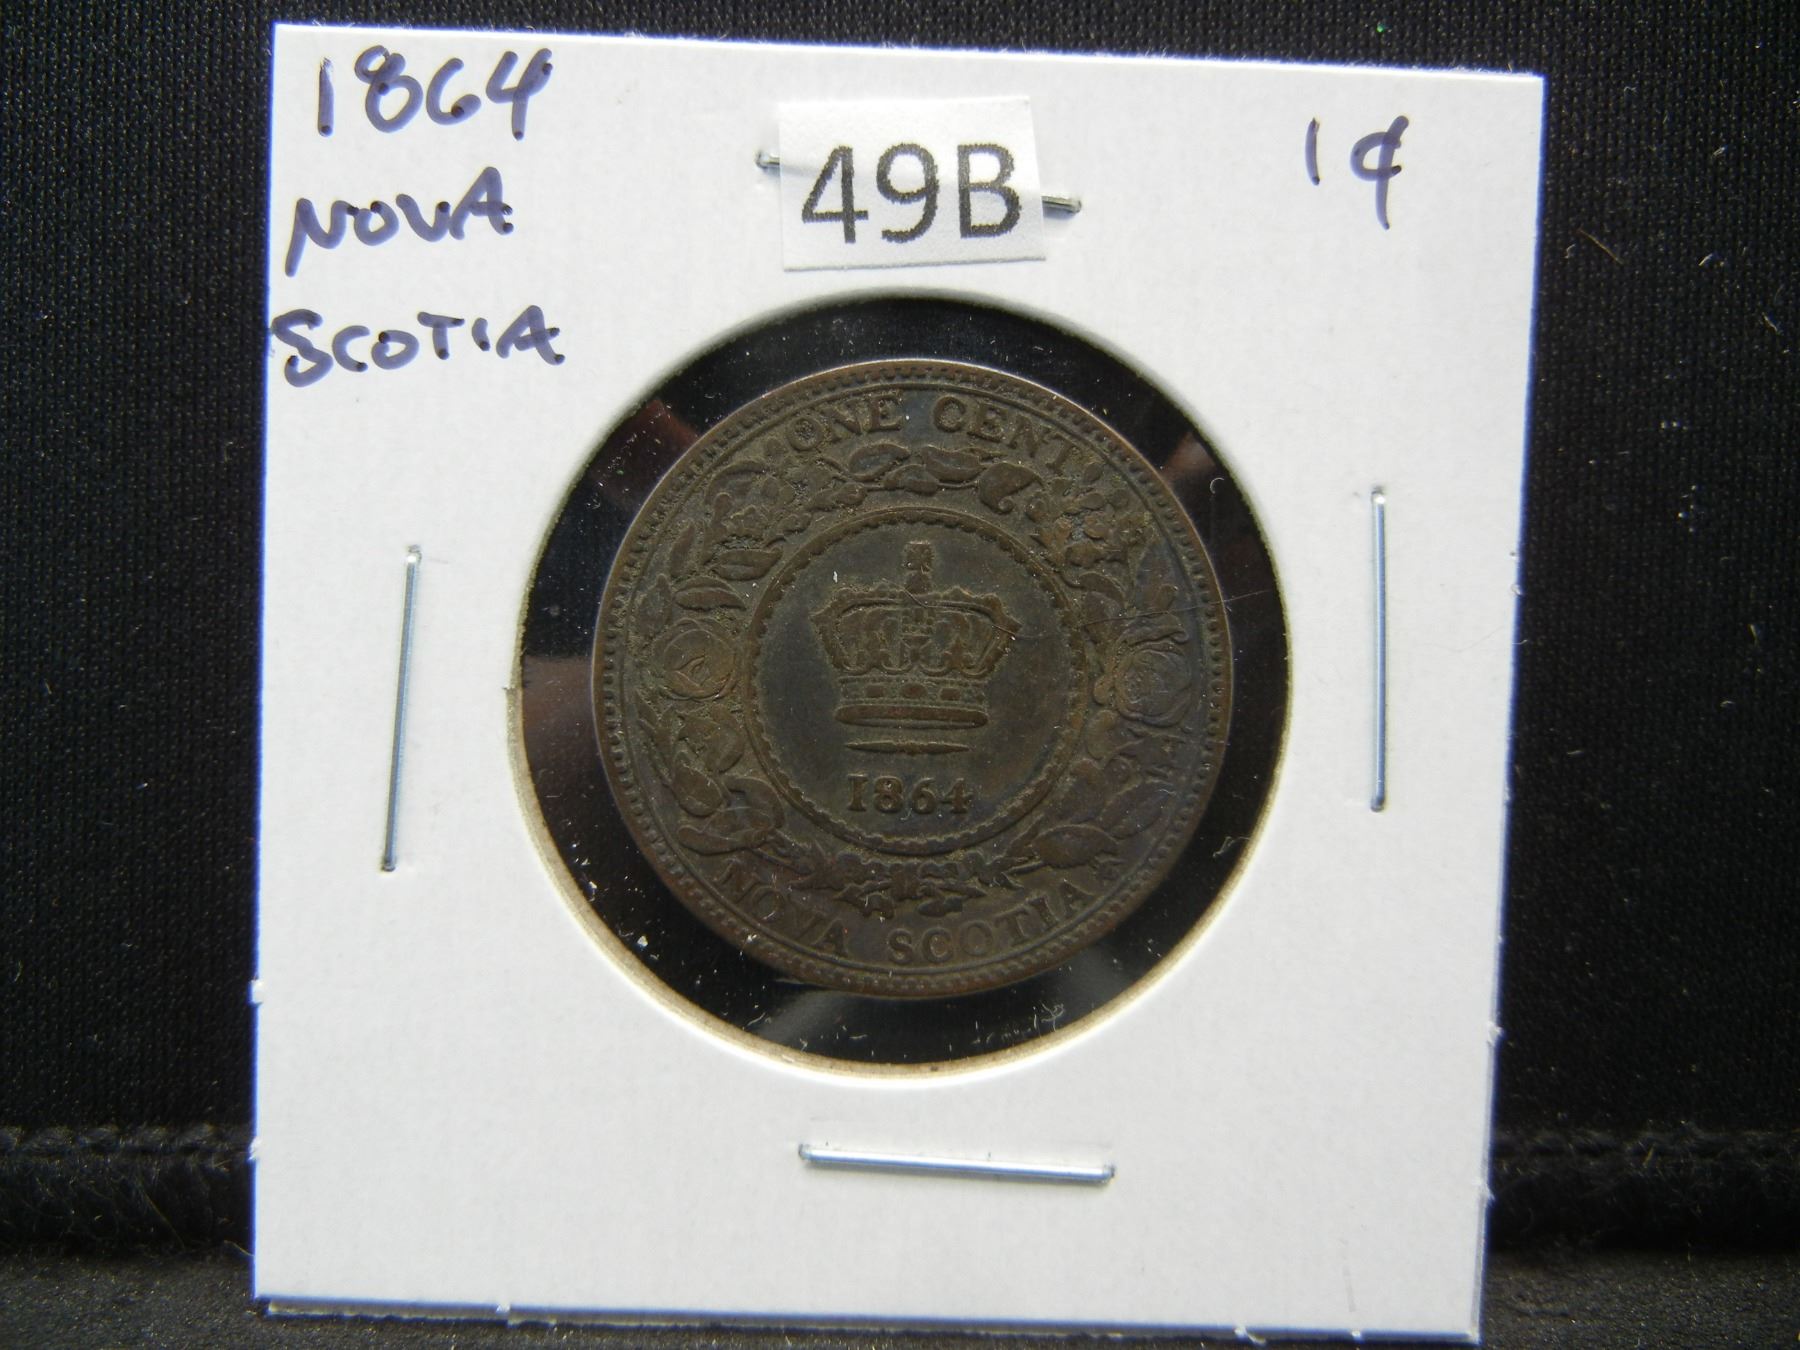 1864
NOVA
SCOTIA
49B
1¢
ONE CENT
1864
NOVA SCOTIA